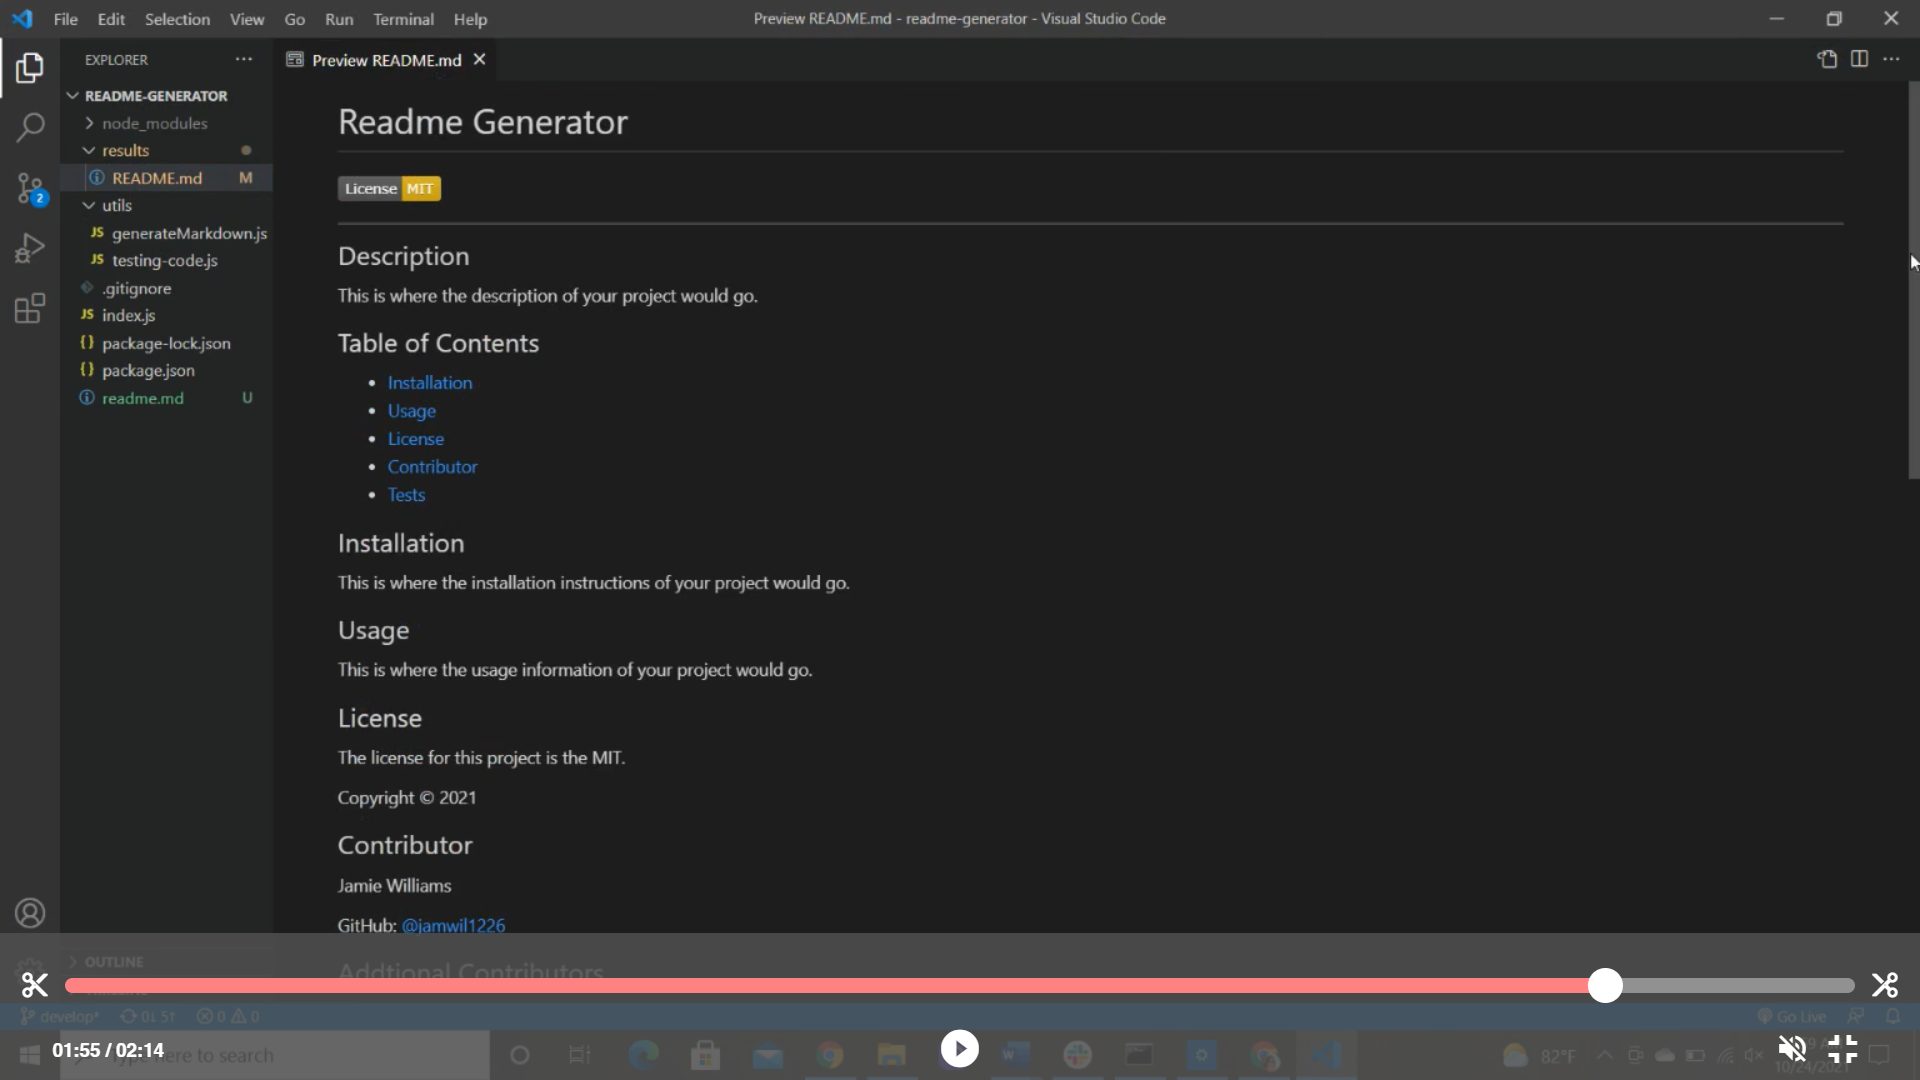 File Edit Selection View Go Run Terminal Help
Preview README.md - readme-generator - Visual Studio Code
EXPLORER
Preview README.md
README-GENERATOR
node_modules
results
README.md M
utils
JS generateMarkdown.js
JS testing-code.js
.gitignore
JS index.js
{} package-lock.json
{} package.json
readme.md U
2
Readme Generator
License MIT
Description
This is where the description of your project would go.
Table of Contents
• Installation
• Usage
• License
• Contributor
• Tests
Installation
This is where the installation instructions of your project would go.
Usage
This is where the usage information of your project would go.
License
The license for this project is the MIT.
Copyright © 2021
Contributor
Jamie Williams
GitHub: @jamwil1226
Addtional Contributors
OUTLINE
develop* 0↓ 5↑ 0 0
Go Live
01:55 / 02:14
here to search
82°F